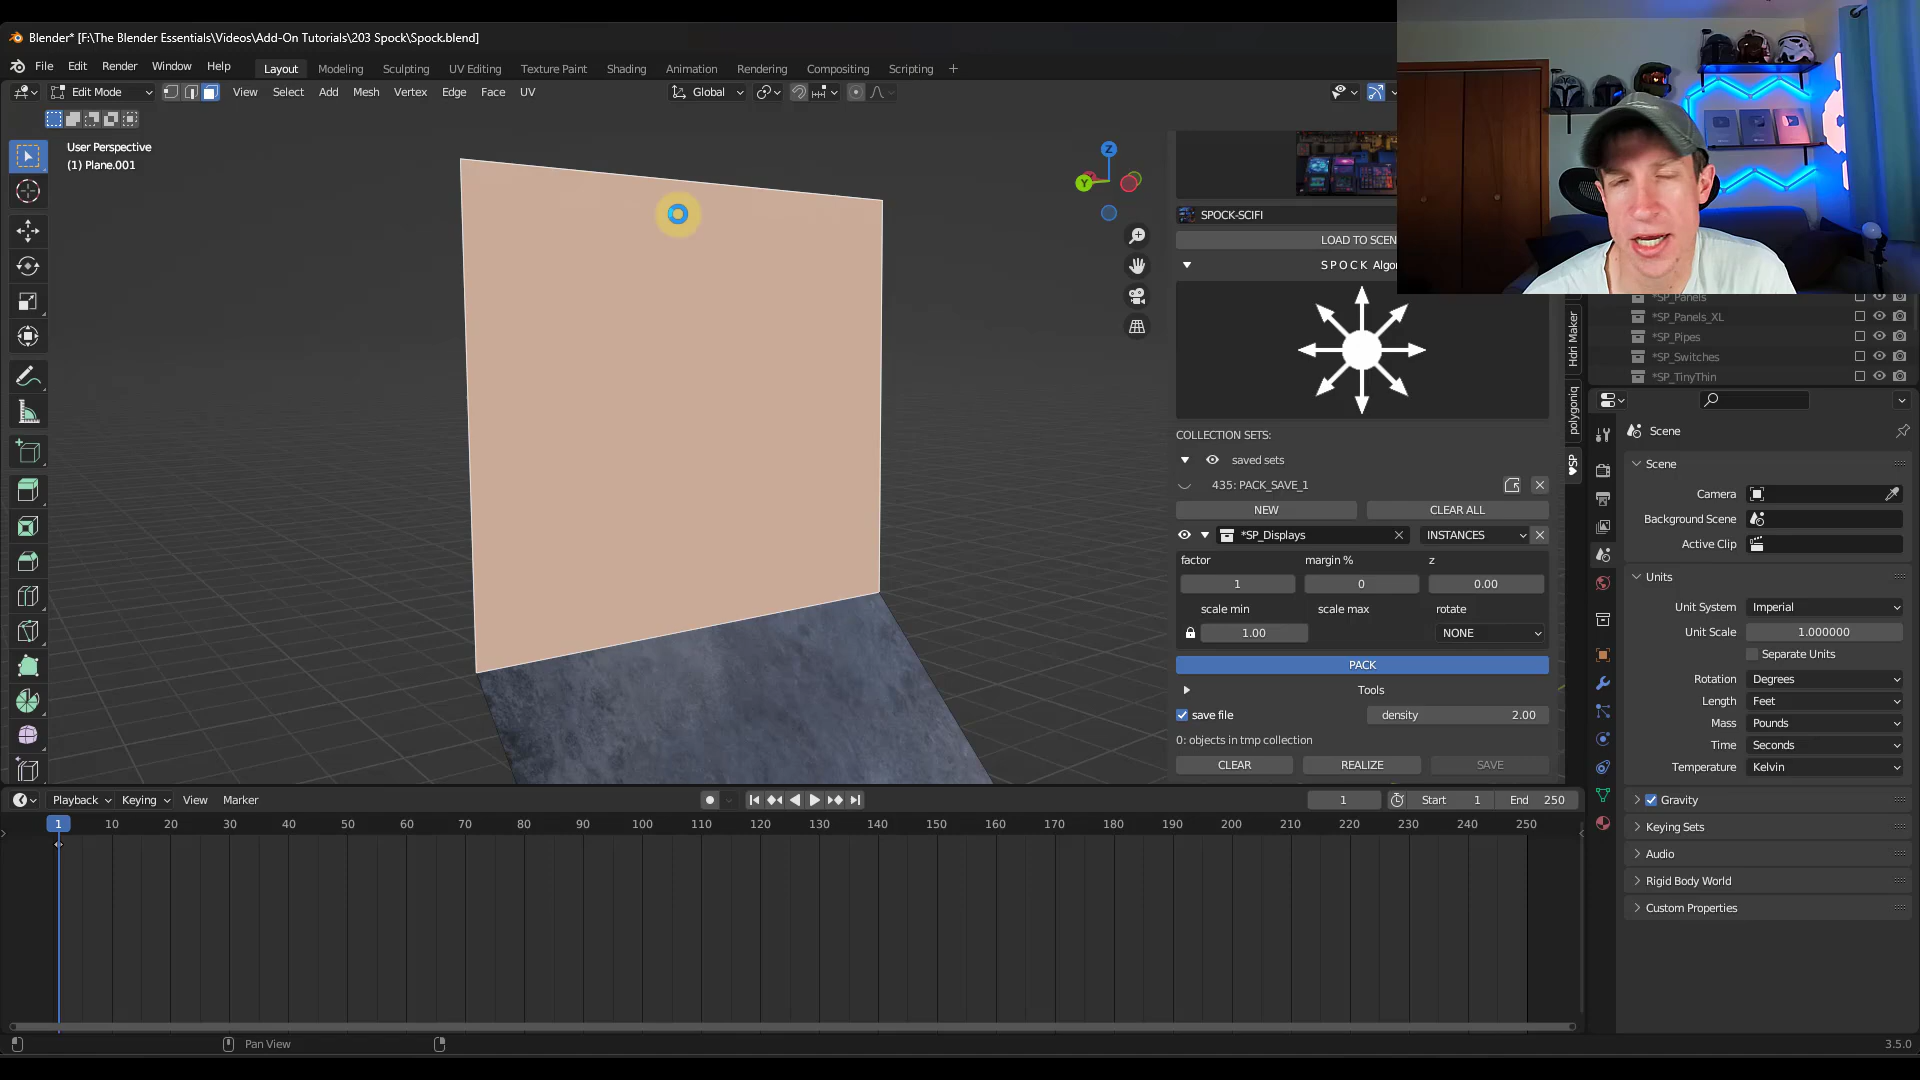 Blender* [F:\The Blender Essentials\Videos\Add-On Tutorials\203 Spock\Spock.blend]
File Edit Render Window Help Layout Modeling Sculpting UV Editing Texture Paint Shading Animation Rendering Compositing Scripting +
Edit Mode View Select Add Mesh Vertex Edge Face UV Global
User Perspective
(1) Plane.001
Z
Y
SPOCK-SCIFI
LOAD TO SCEN
S P O C K Algor
COLLECTION SETS:
saved sets
435: PACK_SAVE_1
NEW CLEAR ALL
*SP_Displays INSTANCES
factor margin % z
1 0 0.00
scale min scale max rotate
1.00 NONE
PACK
Tools
save file density 2.00
0: objects in tmp collection
CLEAR REALIZE SAVE
Hdri Maker
polygoniq
♥SP
*SP_Panels
*SP_Panels_XL
*SP_Pipes
*SP_Switches
*SP_TinyThin
Scene
Scene
Camera
Background Scene
Active Clip
Units
Unit System Imperial
Unit Scale 1.000000
Separate Units
Rotation Degrees
Length Feet
Mass Pounds
Time Seconds
Temperature Kelvin
Gravity
Keying Sets
Audio
Rigid Body World
Custom Properties
Playback Keying View Marker 1 Start 1 End 250
1 10 20 30 40 50 60 70 80 90 100 110 120 130 140 150 160 170 180 190 200 210 220 230 240 250
Pan View
3.5.0